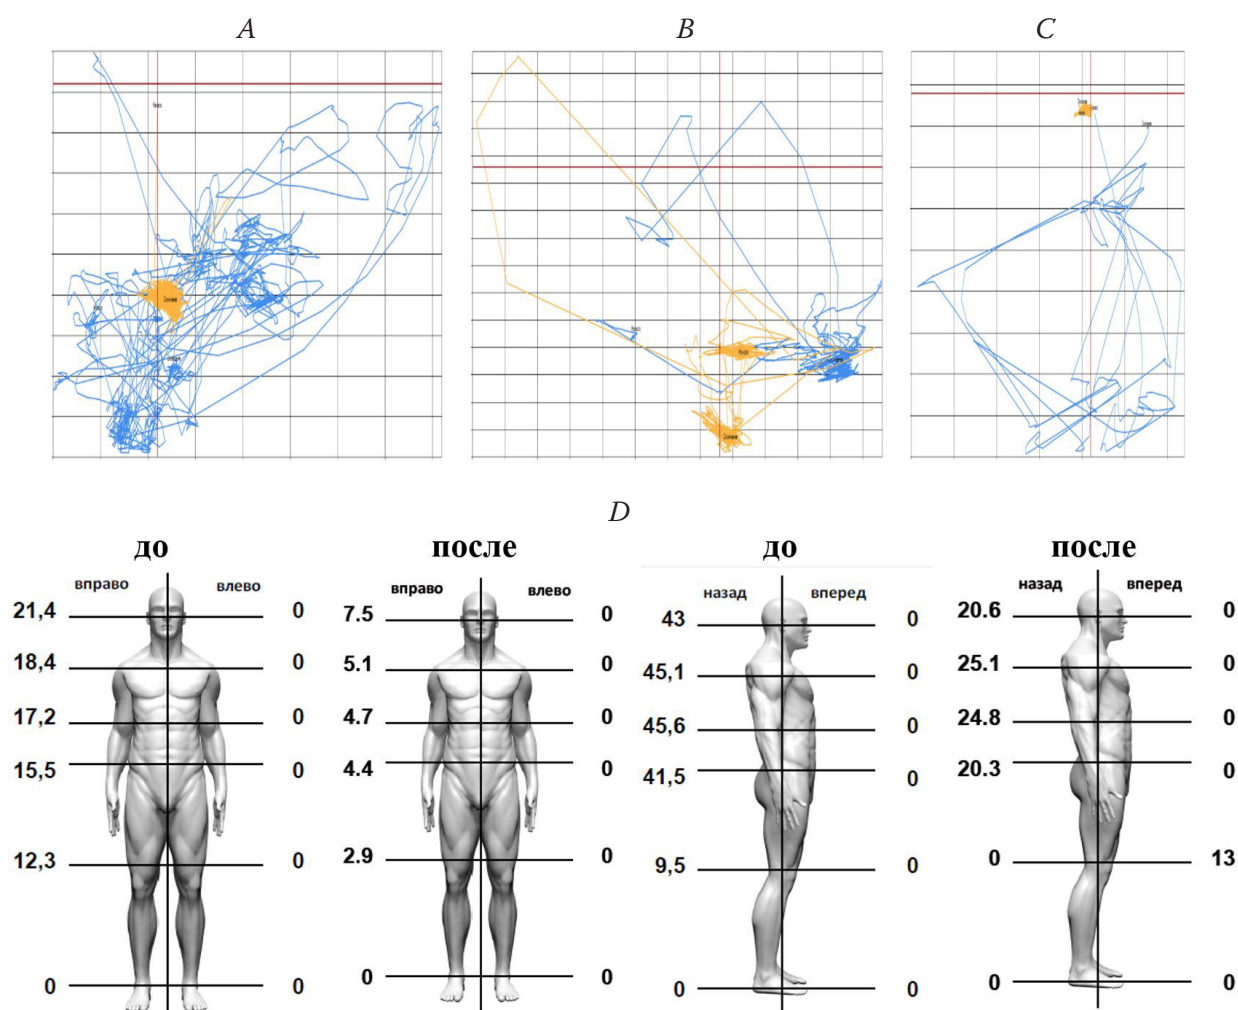 A B C
D
до после до после
вправо влево вправо влево назад вперед назад вперед
21,4 0 7.5 0 43 0 20.6 0
18,4 0 5.1 0 45,1 0 25.1 0
17,2 0 4.7 0 45,6 0 24.8 0
15,5 0 4.4 0 41,5 0 20.3 0
12,3 0 2.9 0 9,5 0 0 13
0 0 0 0 0 0 0 0